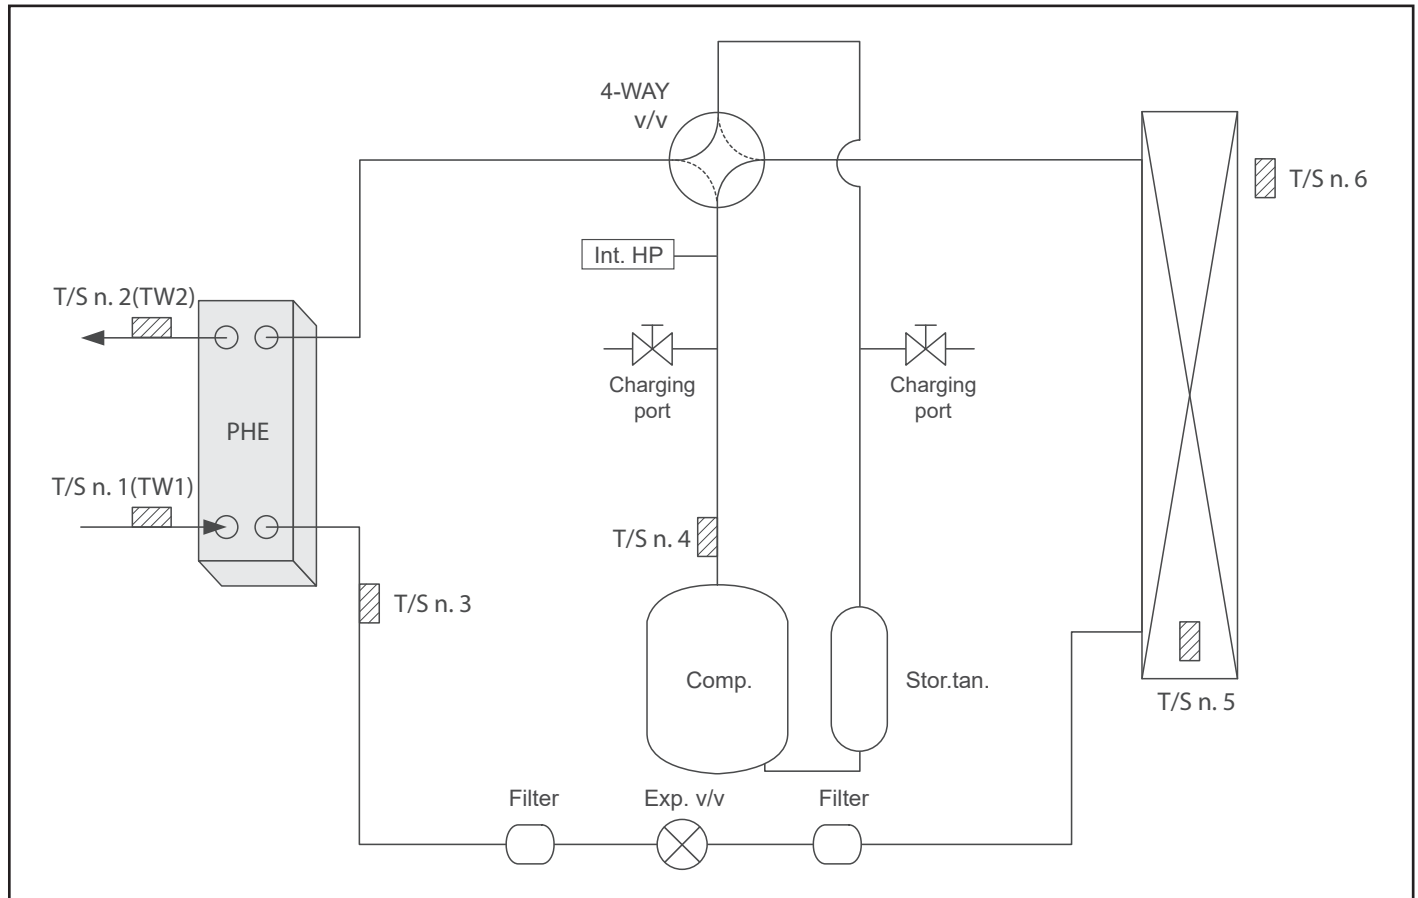 4-WAY
v/v
T/S n. 6
Int. HP
T/S n. 2(TW2)
Charging
port
Charging
port
PHE
T/S n. 1(TW1)
T/S n. 4
T/S n. 3
Comp.
Stor.tan.
T/S n. 5
Filter
Exp. v/v
Filter